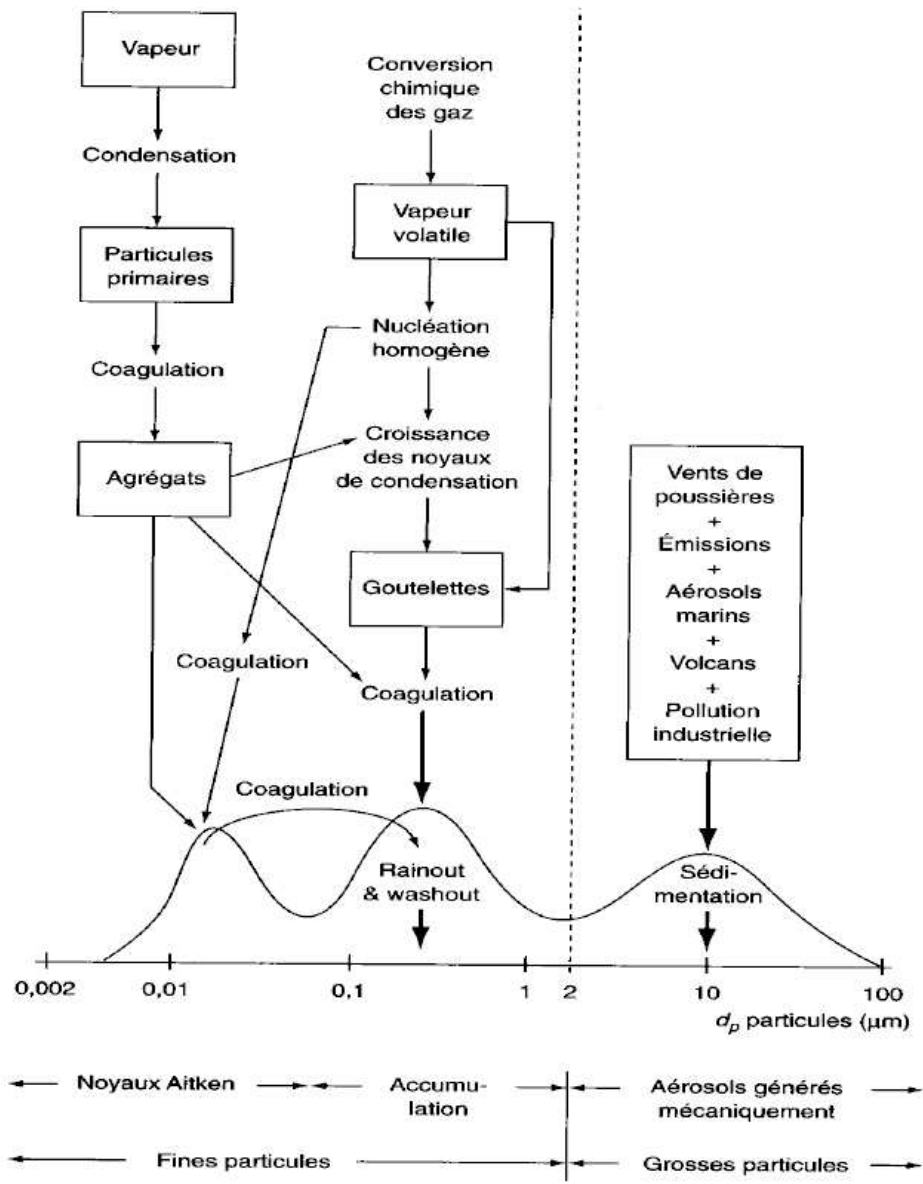 Vapeur
Condensation
Particules
primaires
Coagulation
Agrégats
Conversion
chimique
des gaz
Vapeur
volatile
Nucléation
homogène
Croissance
des noyaux
de condensation
Goutelettes
Coagulation
Coagulation
Coagulation
Rainout
& washout
Vents de
poussières
+
Émissions
+
Aérosols
marins
+
Volcans
+
Pollution
industrielle
Sédi-
mentation
0,002
0,01
0,1
1
2
10
100
dp particules (µm)
Noyaux Aitken
Accumu-
lation
Aérosols générés
mécaniquement
Fines particules
Grosses particules